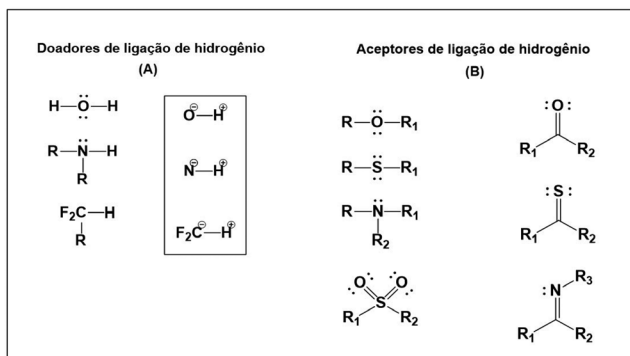 Doadores de ligação de hidrogênio
(A)
H—O—H
R—N—H
R
F₂C—H
R
O⊖—H⊕
N⊖—H⊕
F₂C⊖—H⊕
Aceptores de ligação de hidrogênio
(B)
R—O—R₁
R—S—R₁
R—N—R₁
R₂
O O
S
R₁ R₂
:O:
R₁ R₂
:S:
R₁ R₂
:N R₃
R₁ R₂